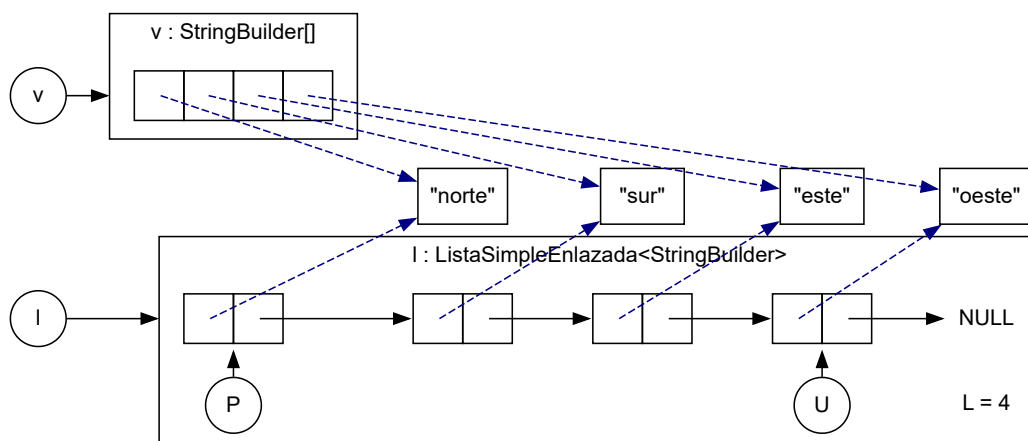 v : StringBuilder[]
v
"norte" "sur" "este" "oeste"
l : ListaSimpleEnlazada<StringBuilder>
l
NULL
P
U
L = 4